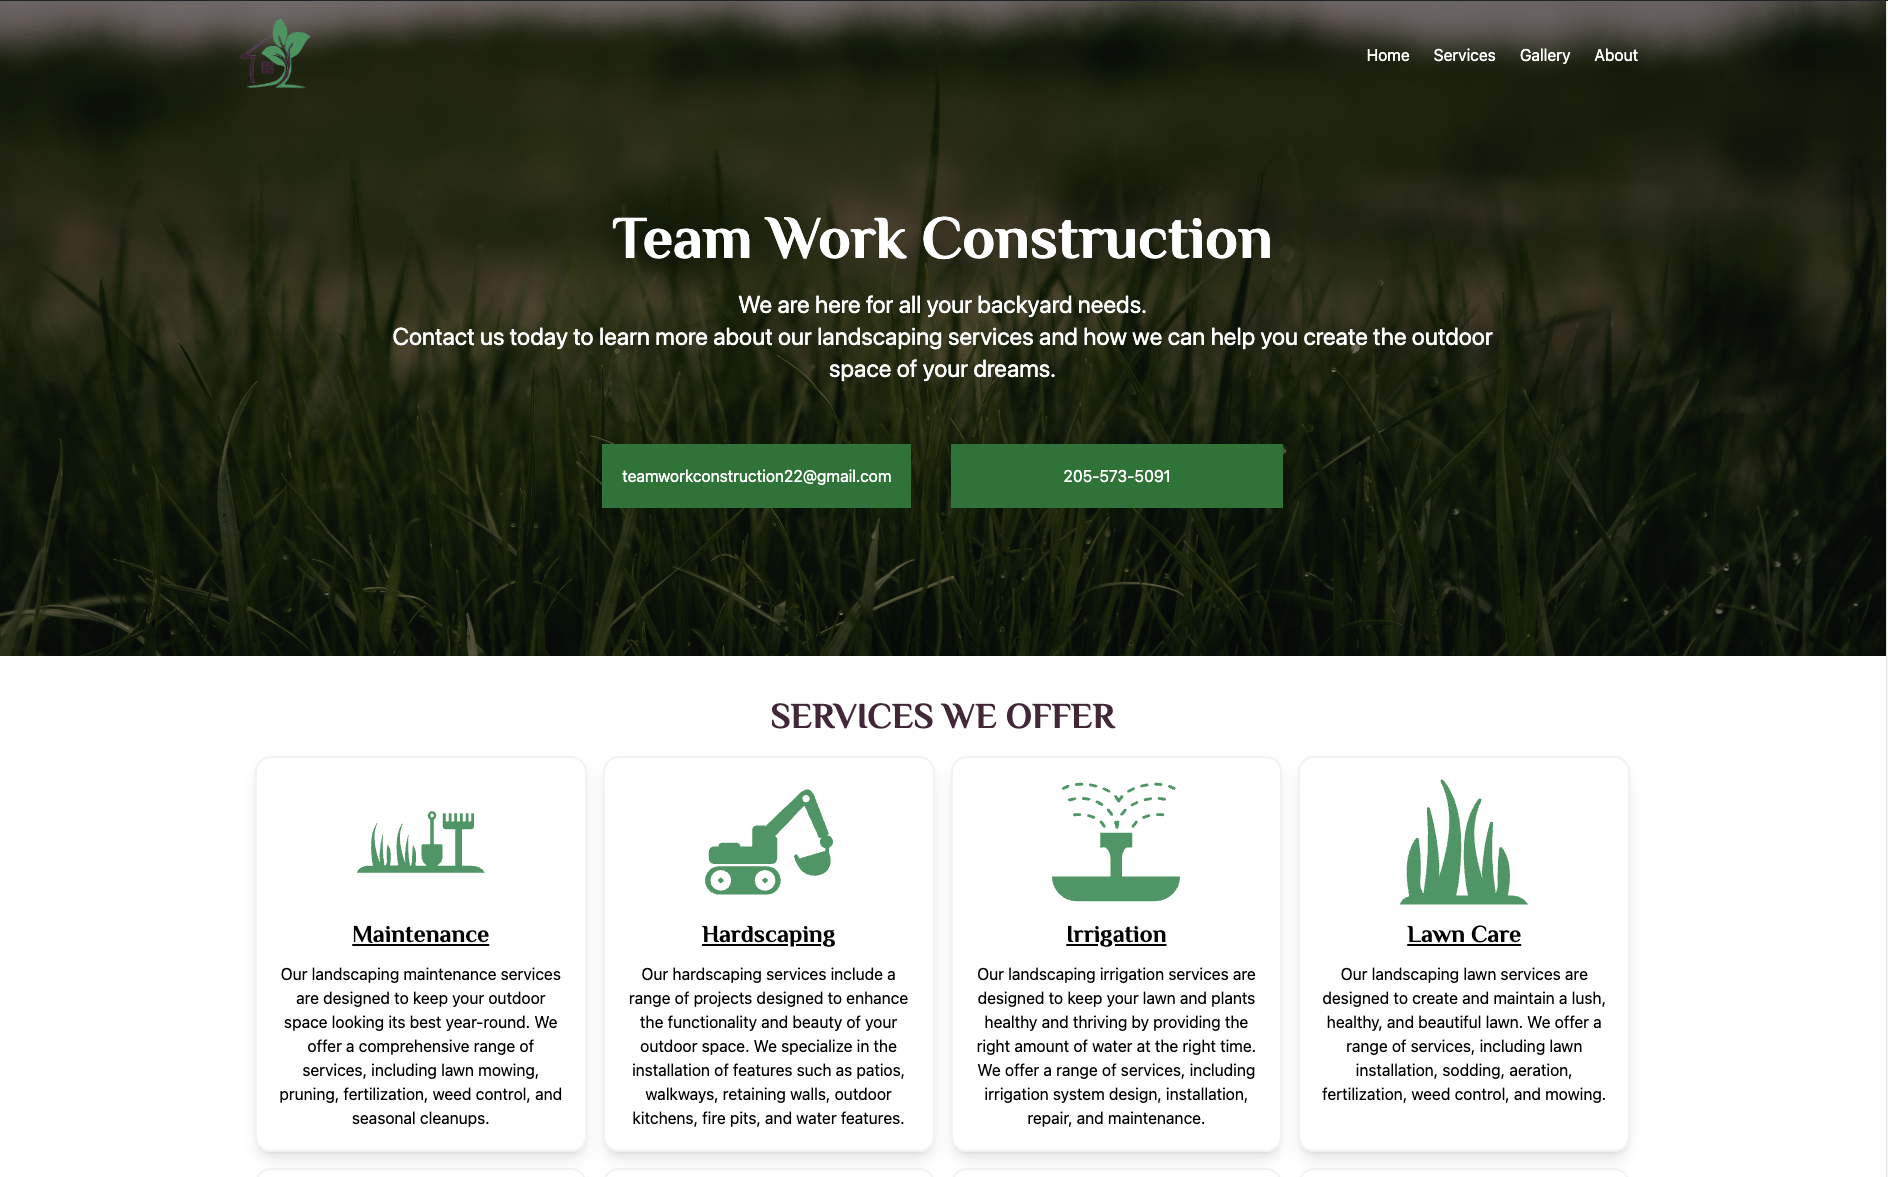 Home Services Gallery About
Team Work Construction
We are here for all your backyard needs.
Contact us today to learn more about our landscaping services and how we can help you create the outdoor
space of your dreams.
teamworkconstruction22@gmail.com
205-573-5091
SERVICES WE OFFER
Maintenance
Our landscaping maintenance services
are designed to keep your outdoor
space looking its best year-round. We
offer a comprehensive range of
services, including lawn mowing,
pruning, fertilization, weed control, and
seasonal cleanups.
Hardscaping
Our hardscaping services include a
range of projects designed to enhance
the functionality and beauty of your
outdoor space. We specialize in the
installation of features such as patios,
walkways, retaining walls, outdoor
kitchens, fire pits, and water features.
Irrigation
Our landscaping irrigation services are
designed to keep your lawn and plants
healthy and thriving by providing the
right amount of water at the right time.
We offer a range of services, including
irrigation system design, installation,
repair, and maintenance.
Lawn Care
Our landscaping lawn services are
designed to create and maintain a lush,
healthy, and beautiful lawn. We offer a
range of services, including lawn
installation, sodding, aeration,
fertilization, weed control, and mowing.